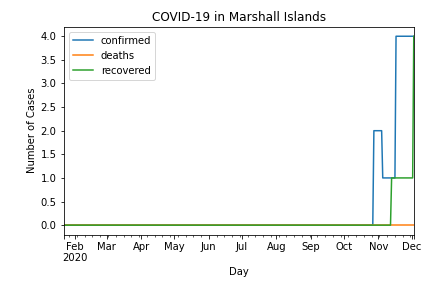 COVID-19 in Marshall Islands
confirmed
deaths
recovered
Number of Cases
4.0
3.5
3.0
2.5
2.0
1.5
1.0
0.5
0.0
Feb Mar Apr May Jun Jul Aug Sep Oct Nov Dec
2020
Day